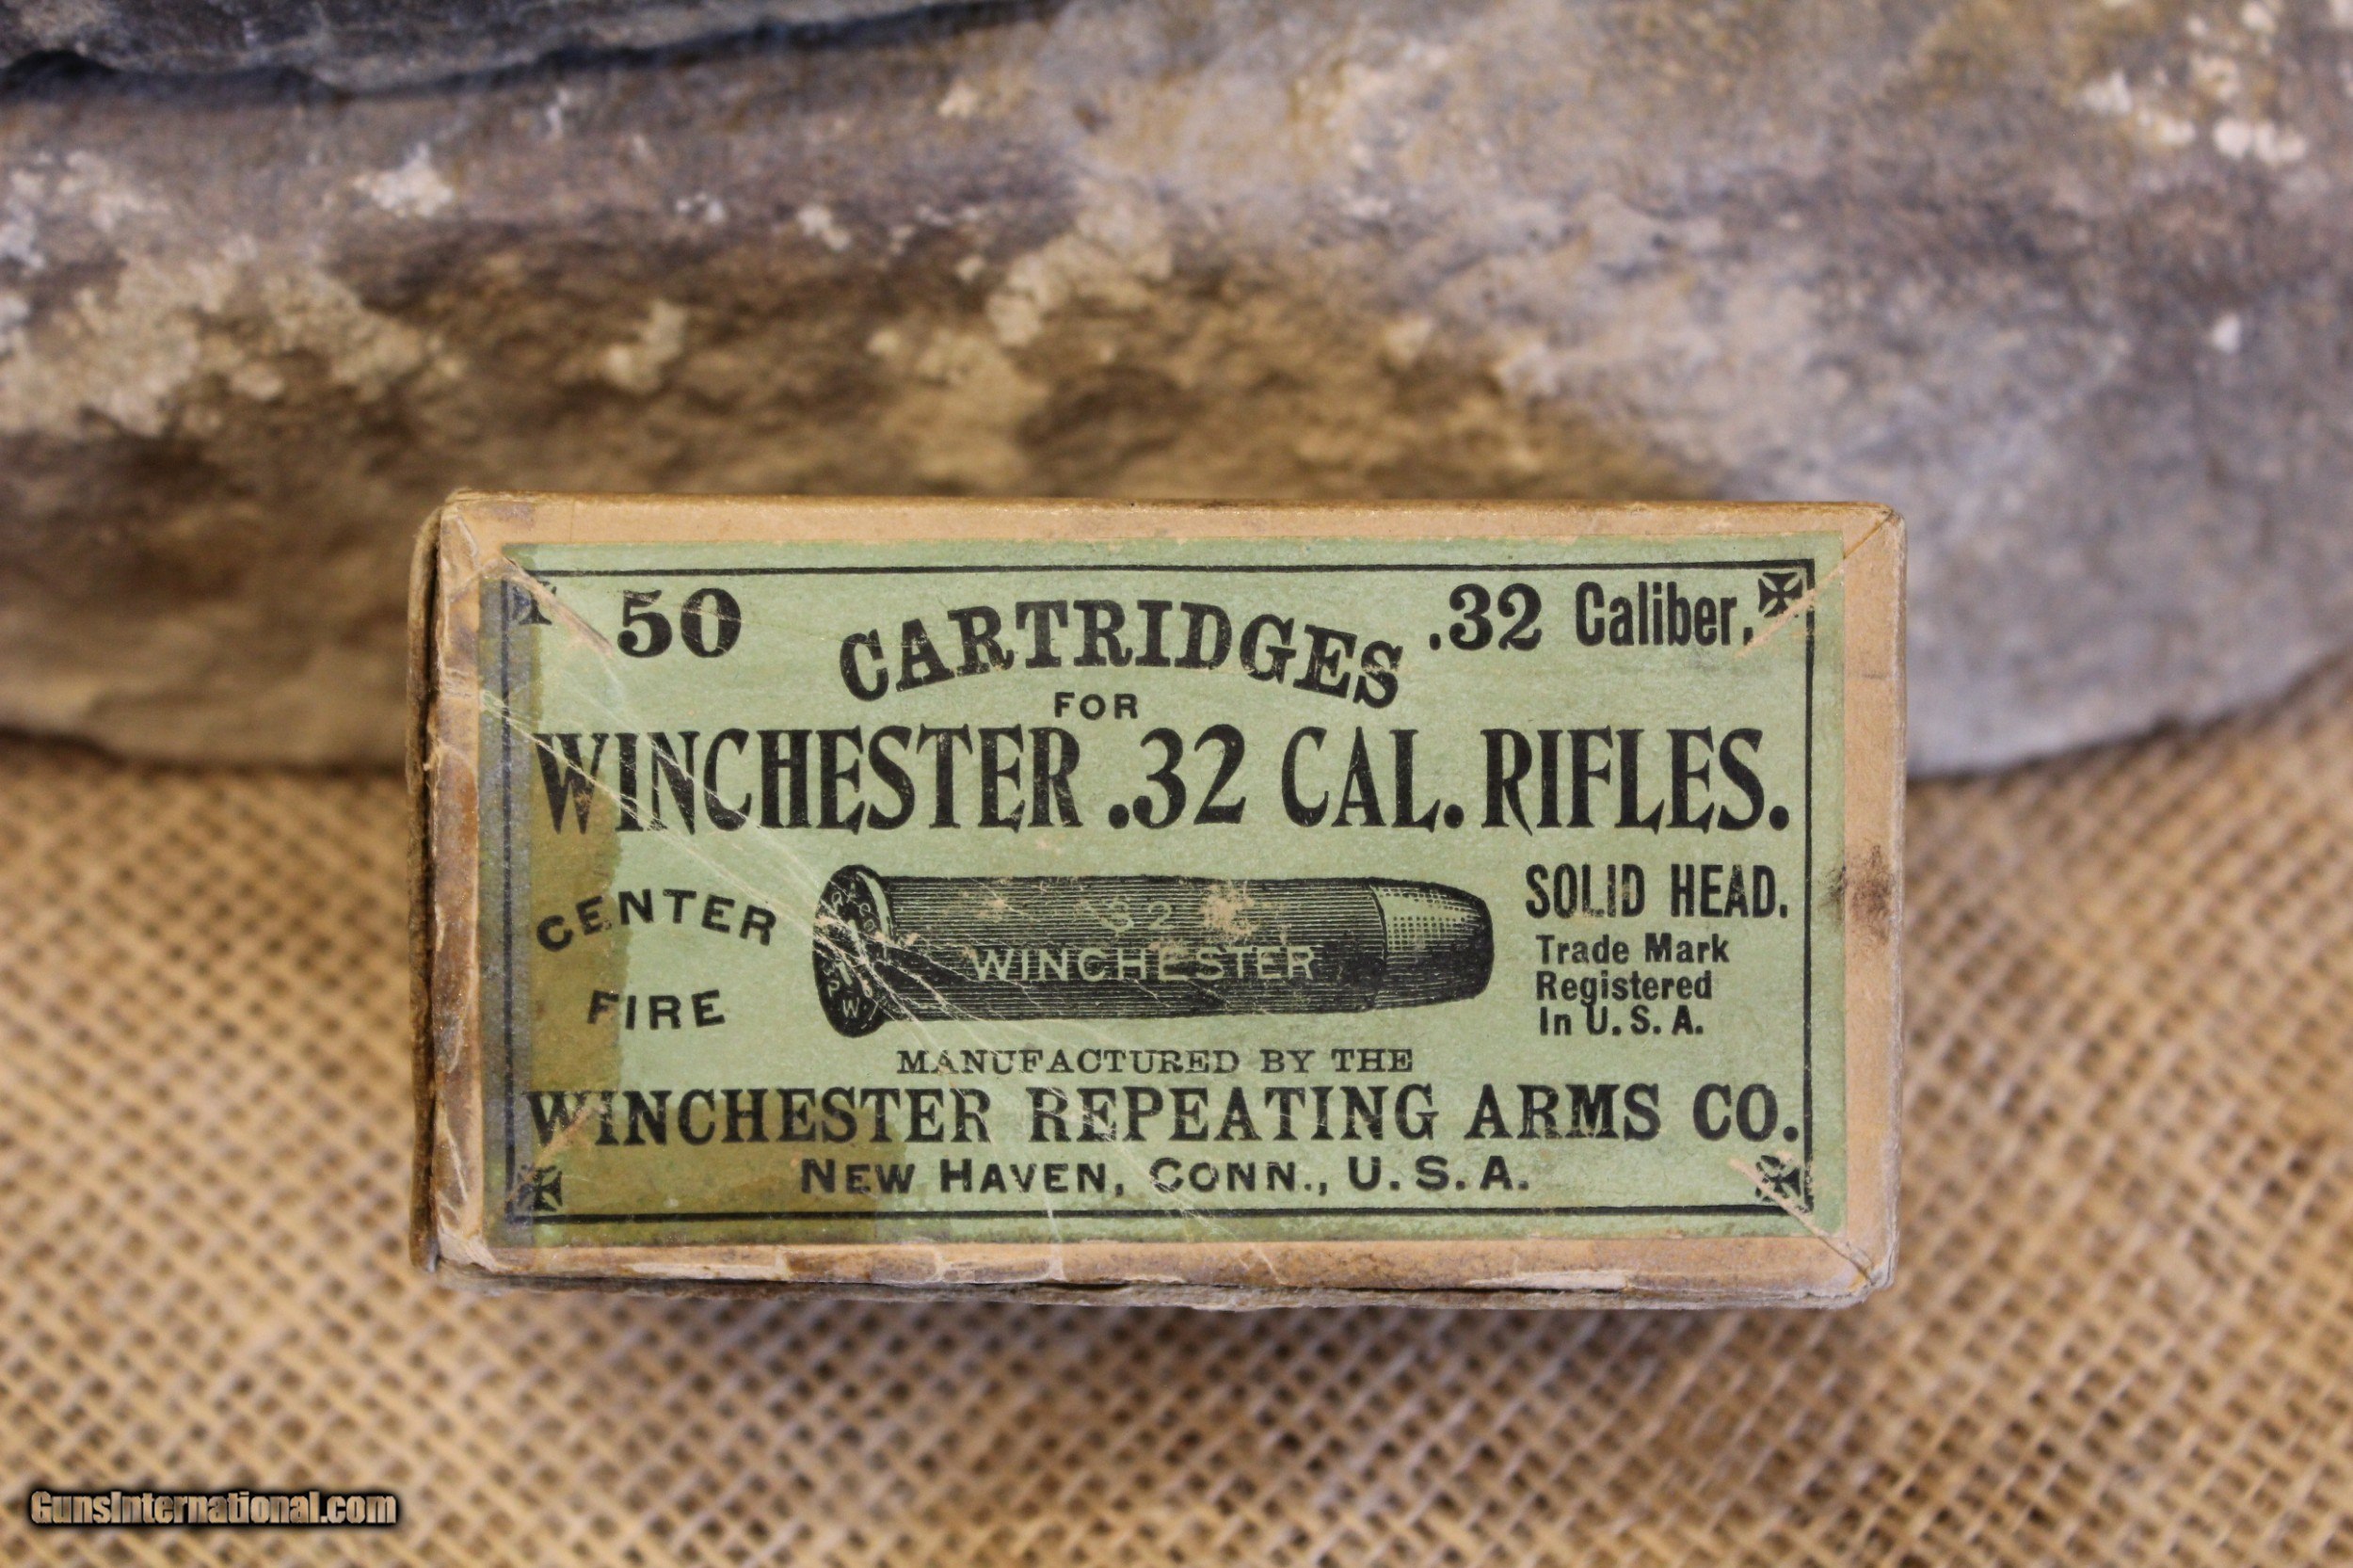 50 CARTRIDGES .32 Caliber.
FOR
WINCHESTER .32 CAL. RIFLES.
CENTER
FIRE
32
WINCHESTER
SOLID HEAD.
Trade Mark
Registered
In U. S. A.
MANUFACTURED BY THE
WINCHESTER REPEATING ARMS CO.
NEW HAVEN, CONN., U. S. A.
GunsInternational.com